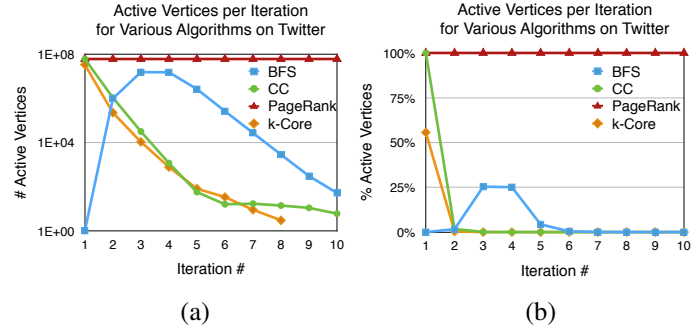 Active Vertices per Iteration
for Various Algorithms on Twitter
1E+08
1E+04
1E+00
# Active Vertices
BFS
CC
PageRank
k-Core
1 2 3 4 5 6 7 8 9 10
Iteration #
(a)
Active Vertices per Iteration
for Various Algorithms on Twitter
100%
75%
50%
25%
0%
% Active Vertices
BFS
CC
PageRank
k-Core
1 2 3 4 5 6 7 8 9 10
Iteration #
(b)